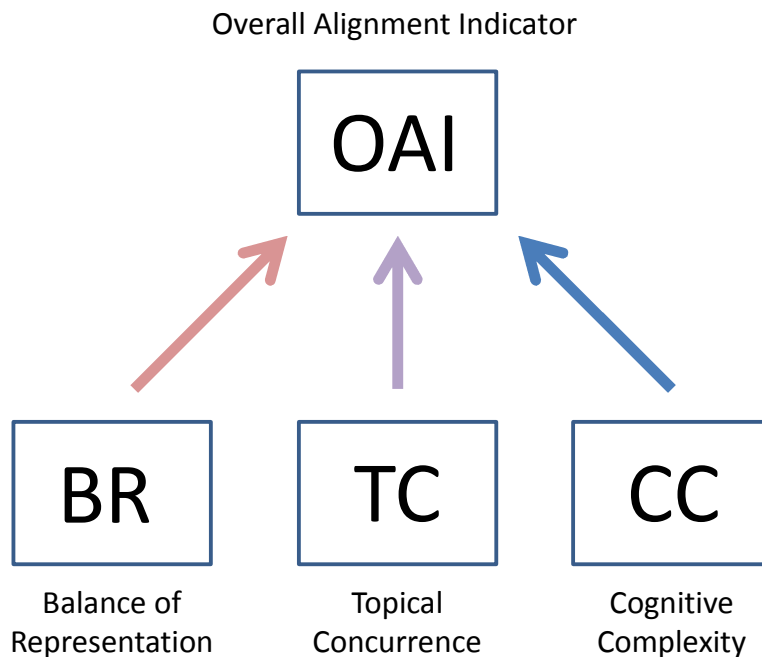 Overall Alignment Indicator
OAI
BR
TC
CC
Balance of
Representation
Topical
Concurrence
Cognitive
Complexity